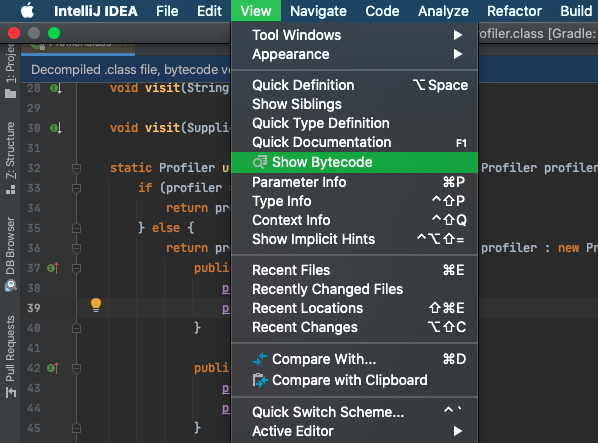 IntelliJ IDEA File Edit View Navigate Code Analyze Refactor Build
Profiler.class
rofiler.class [Gradle:
Decompiled .class file, bytecode ve
Tool Windows
Appearance
Quick Definition ⌥Space
Show Siblings
Quick Type Definition
Quick Documentation F1
Show Bytecode
Parameter Info ⌘P
Type Info ^⇧P
Context Info ^⇧Q
Show Implicit Hints ^⌥⇧=
Recent Files ⌘E
Recently Changed Files
Recent Locations ⇧⌘E
Recent Changes ⌥⇧C
Compare With... ⌘D
Compare with Clipboard
Quick Switch Scheme... ^`
Active Editor
1: Project
Z: Structure
DB Browser
Pull Requests
28 void visit(String
29
30 void visit(Supplie
31
32 static Profiler u Profiler profiler
33 if (profiler =
34 return pr
35 } else {
36 return pr profiler : new Pr
37 publi
38 p
39 p
40 }
41
42 publi
43 p
44 p
45 }